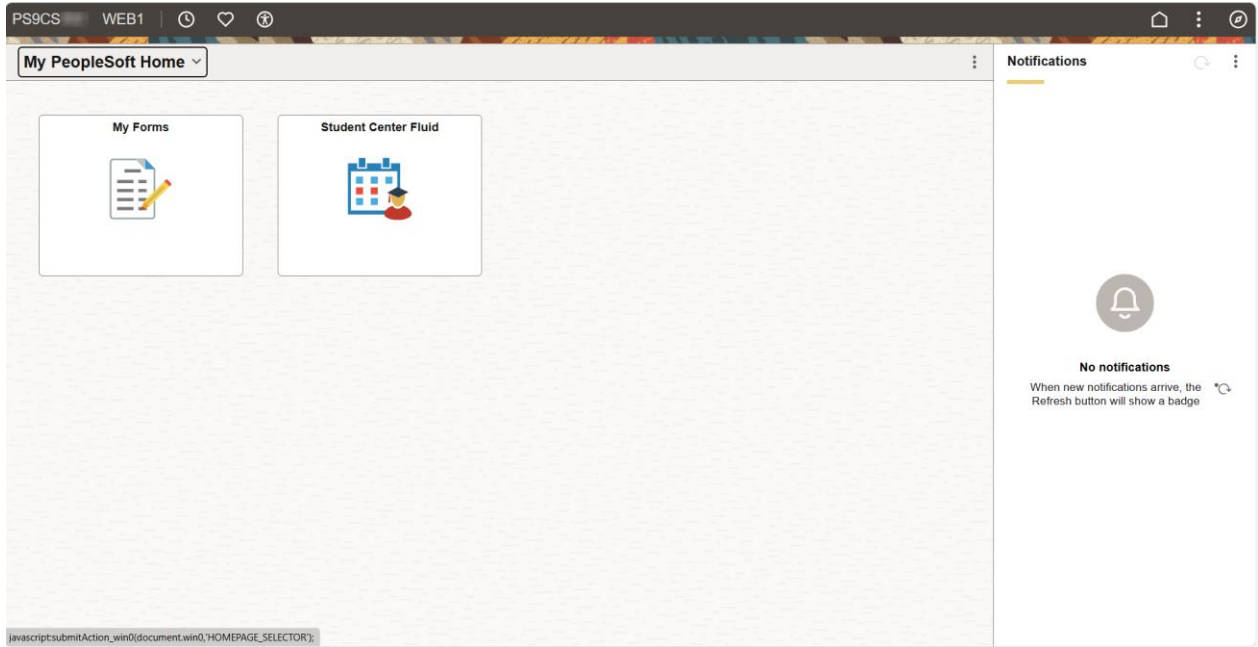 PS9CS WEB1
My PeopleSoft Home
Notifications
My Forms
Student Center Fluid
No notifications
When new notifications arrive, the
Refresh button will show a badge
javascript:submitAction_win0(document.win0,'HOMEPAGE_SELECTOR');